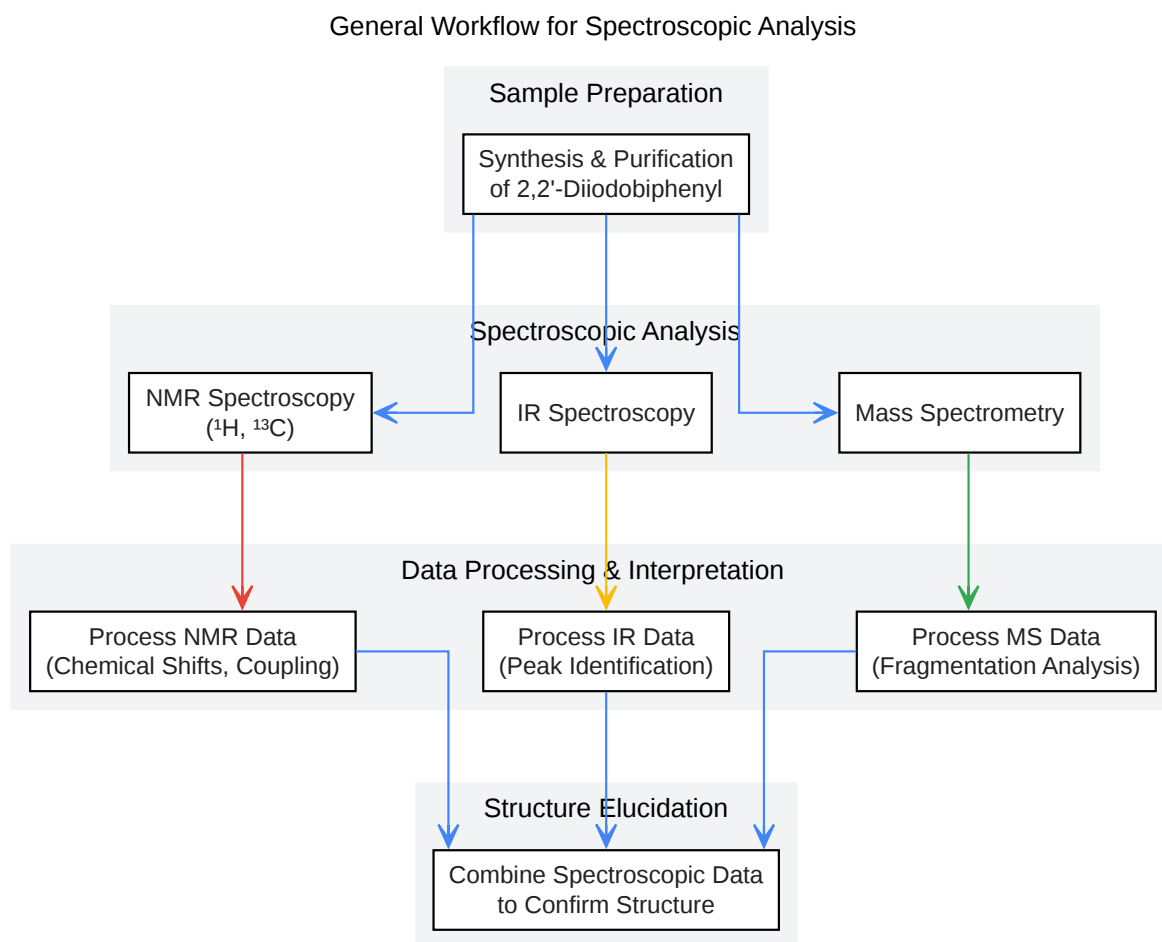 General Workflow for Spectroscopic Analysis
Sample Preparation
Synthesis & Purification
of 2,2'-Diiodobiphenyl
Spectroscopic Analysis
NMR Spectroscopy
(¹H, ¹³C)
IR Spectroscopy
Mass Spectrometry
Data Processing & Interpretation
Process NMR Data
(Chemical Shifts, Coupling)
Process IR Data
(Peak Identification)
Process MS Data
(Fragmentation Analysis)
Structure Elucidation
Combine Spectroscopic Data
to Confirm Structure